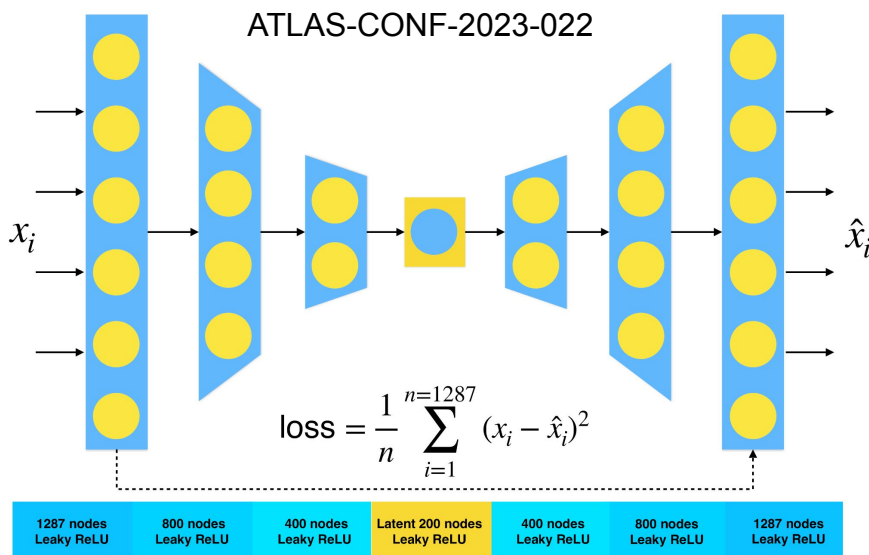 ATLAS-CONF-2023-022
x_i
x̂_i
loss = 1/n ∑_{i=1}^{n=1287} (x_i − x̂_i)^2
1287 nodes
Leaky ReLU
800 nodes
Leaky ReLU
400 nodes
Leaky ReLU
Latent 200 nodes
Leaky ReLU
400 nodes
Leaky ReLU
800 nodes
Leaky ReLU
1287 nodes
Leaky ReLU